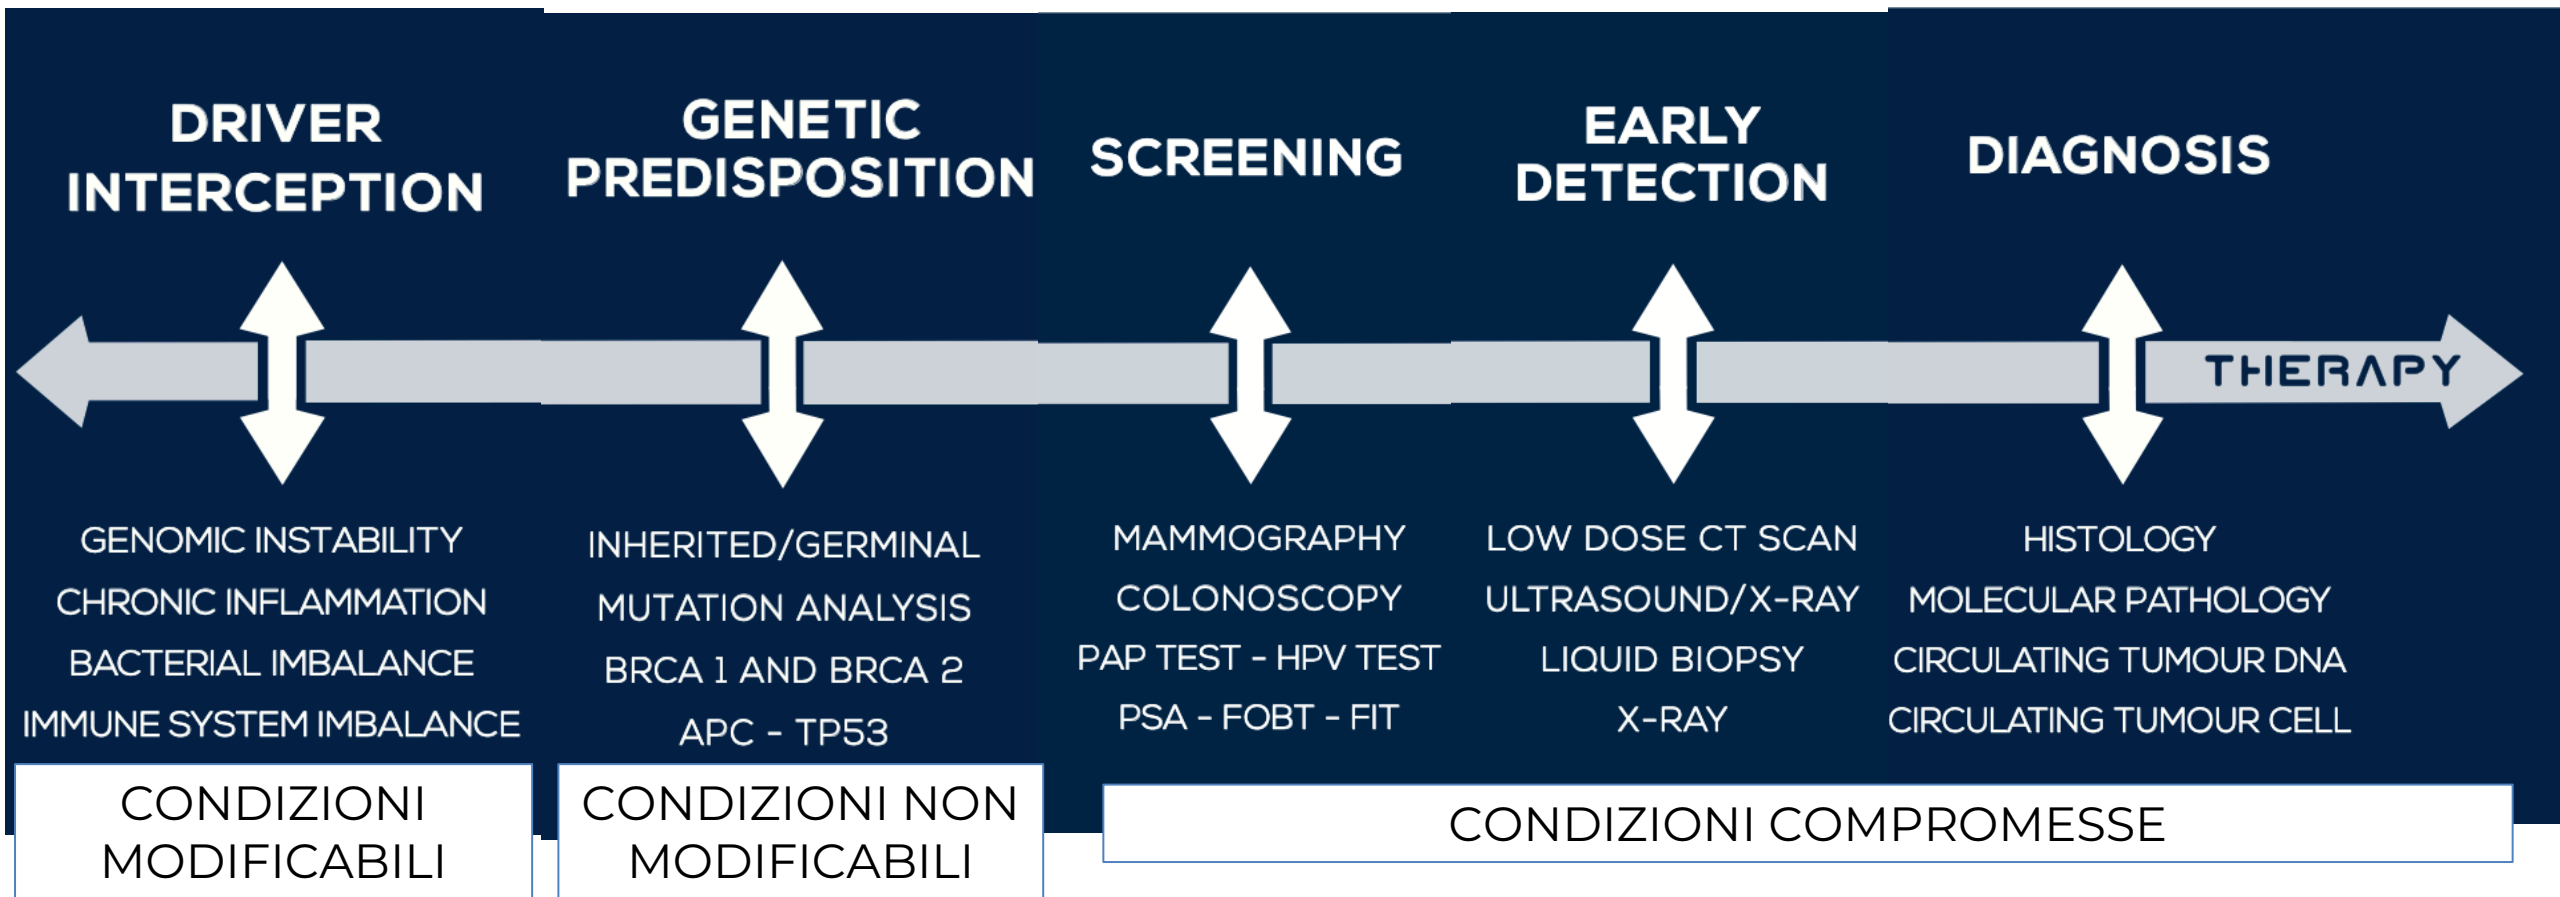 DRIVER
INTERCEPTION
GENETIC
PREDISPOSITION
SCREENING
EARLY
DETECTION
DIAGNOSIS
THERAPY
GENOMIC INSTABILITY
CHRONIC INFLAMMATION
BACTERIAL IMBALANCE
IMMUNE SYSTEM IMBALANCE
INHERITED/GERMINAL
MUTATION ANALYSIS
BRCA 1 AND BRCA 2
APC - TP53
MAMMOGRAPHY
COLONOSCOPY
PAP TEST - HPV TEST
PSA - FOBT - FIT
LOW DOSE CT SCAN
ULTRASOUND/X-RAY
LIQUID BIOPSY
X-RAY
HISTOLOGY
MOLECULAR PATHOLOGY
CIRCULATING TUMOUR DNA
CIRCULATING TUMOUR CELL
CONDIZIONI
MODIFICABILI
CONDIZIONI NON
MODIFICABILI
CONDIZIONI COMPROMESSE